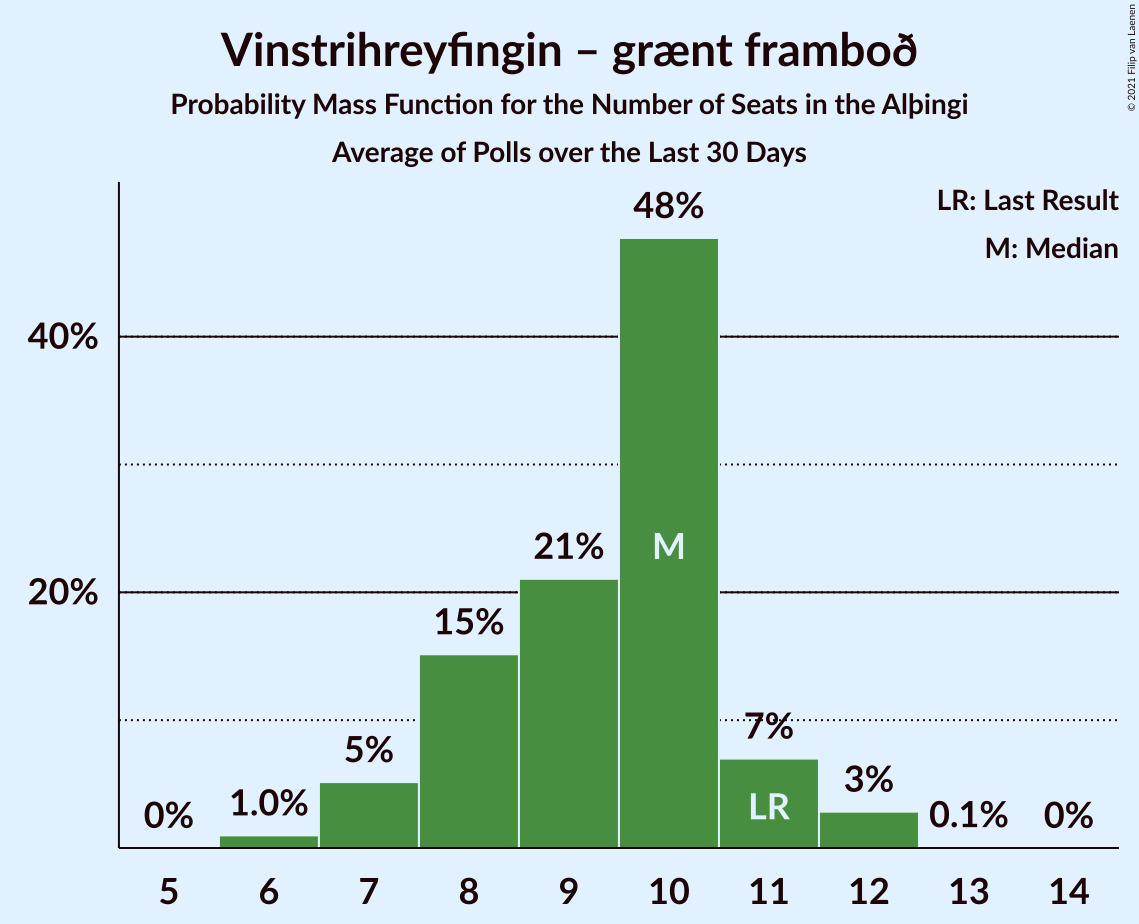 Vinstrihreyfingin – grænt framboð
Probability Mass Function for the Number of Seats in the Alþingi
Average of Polls over the Last 30 Days
© 2021 Filip van Laenen
LR: Last Result
M: Median
48%
40%
21%
M
20%
15%
7%
5%
3%
1.0%
LR
0%
0.1%
0%
5 6 7 8 9 10 11 12 13 14